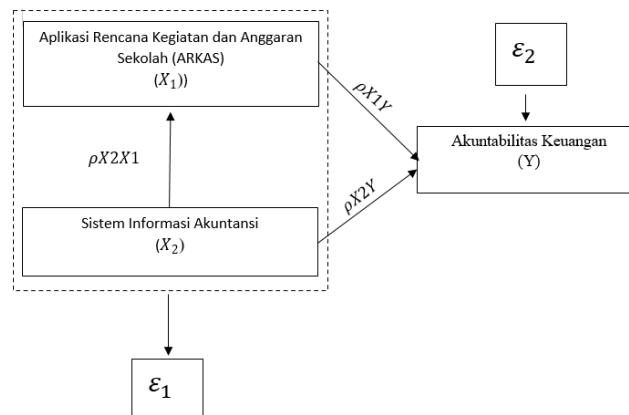 Aplikasi Rencana Kegiatan dan Anggaran
Sekolah (ARKAS)
(X₁))
ε₂
ρX1Y
Akuntabilitas Keuangan
(Y)
ρX2X1
ρX2Y
Sistem Informasi Akuntansi
(X₂)
ε₁